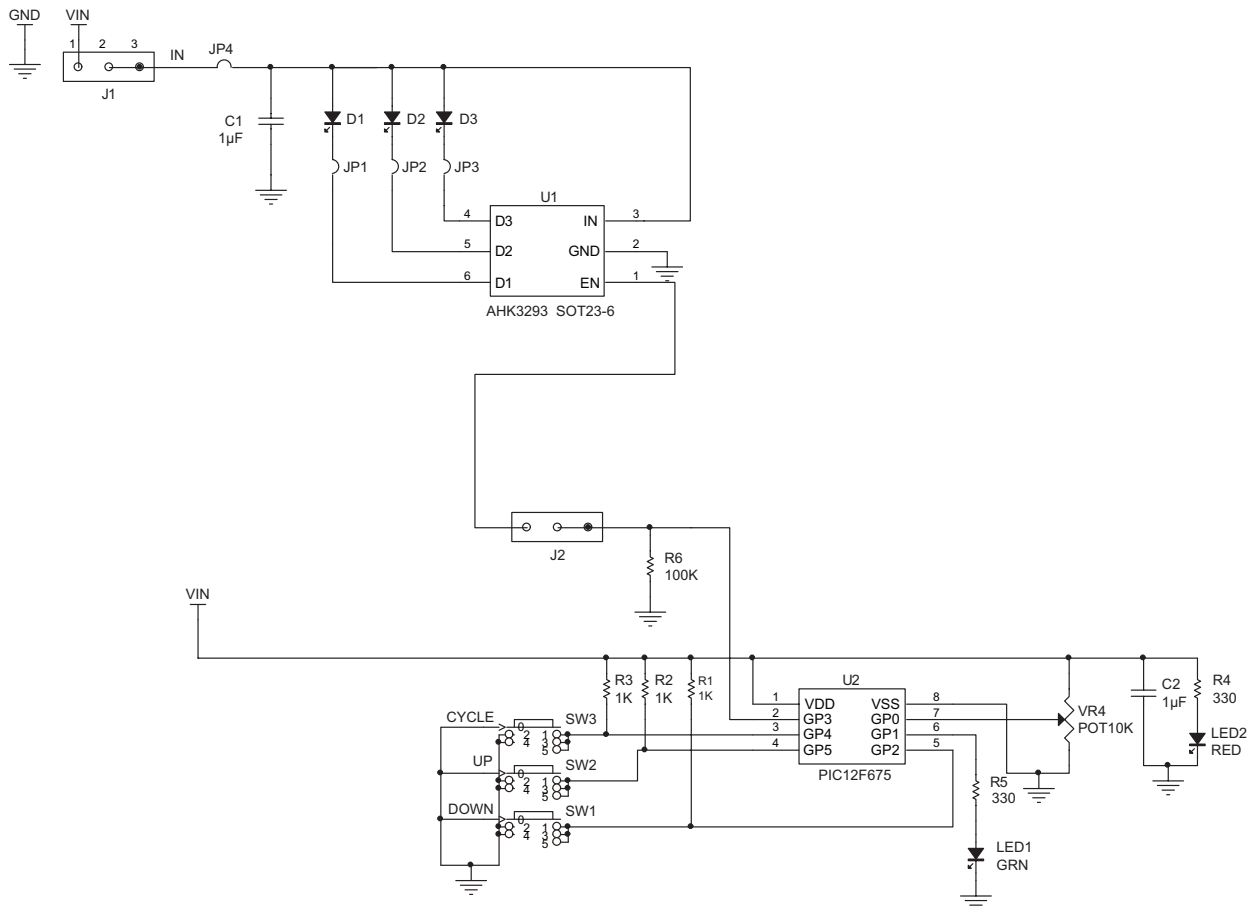 GND VIN
1 2 3
IN JP4
J1
C1
1µF
D1 D2 D3
JP1 JP2 JP3
U1
4 D3 IN 3
5 D2 GND 2
6 D1 EN 1
AHK3293 SOT23-6
J2
R6
100K
VIN
R3
1K
R2
1K
R1
1K
U2
1 VDD VSS 8
2 GP3 GP0 7
3 GP4 GP1 6
4 GP5 GP2 5
PIC12F675
VR4
POT10K
C2
1µF
R4
330
LED2
RED
CYCLE SW3
0
2 1
4 3
5
UP SW2
0
2 1
4 3
5
DOWN SW1
0
2 1
4 3
5
R5
330
LED1
GRN